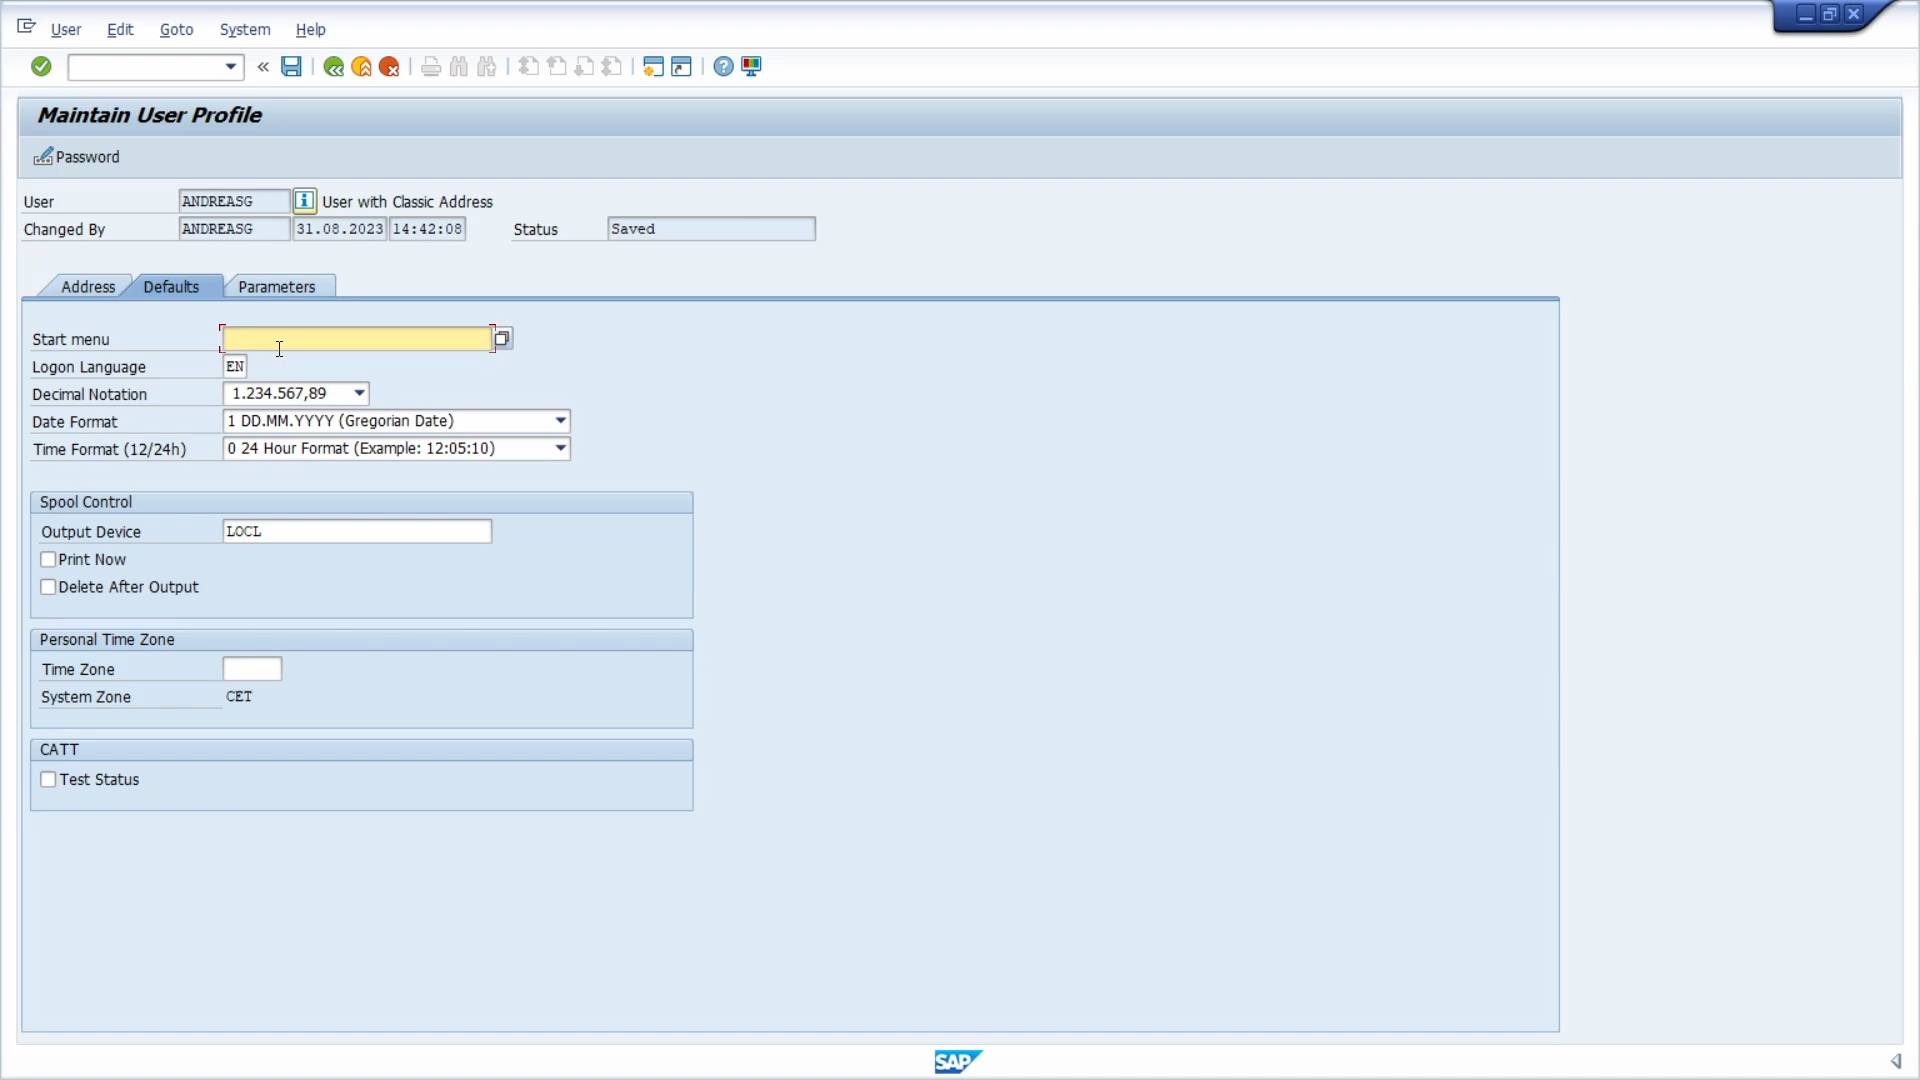 User Edit Goto System Help
Maintain User Profile
Password
User ANDREASG User with Classic Address
Changed By ANDREASG 31.08.2023 14:42:08 Status Saved
Address Defaults Parameters
Start menu
Logon Language EN
Decimal Notation 1.234.567,89
Date Format 1 DD.MM.YYYY (Gregorian Date)
Time Format (12/24h) 0 24 Hour Format (Example: 12:05:10)
Spool Control
Output Device LOCL
Print Now
Delete After Output
Personal Time Zone
Time Zone
System Zone CET
CATT
Test Status
SAP